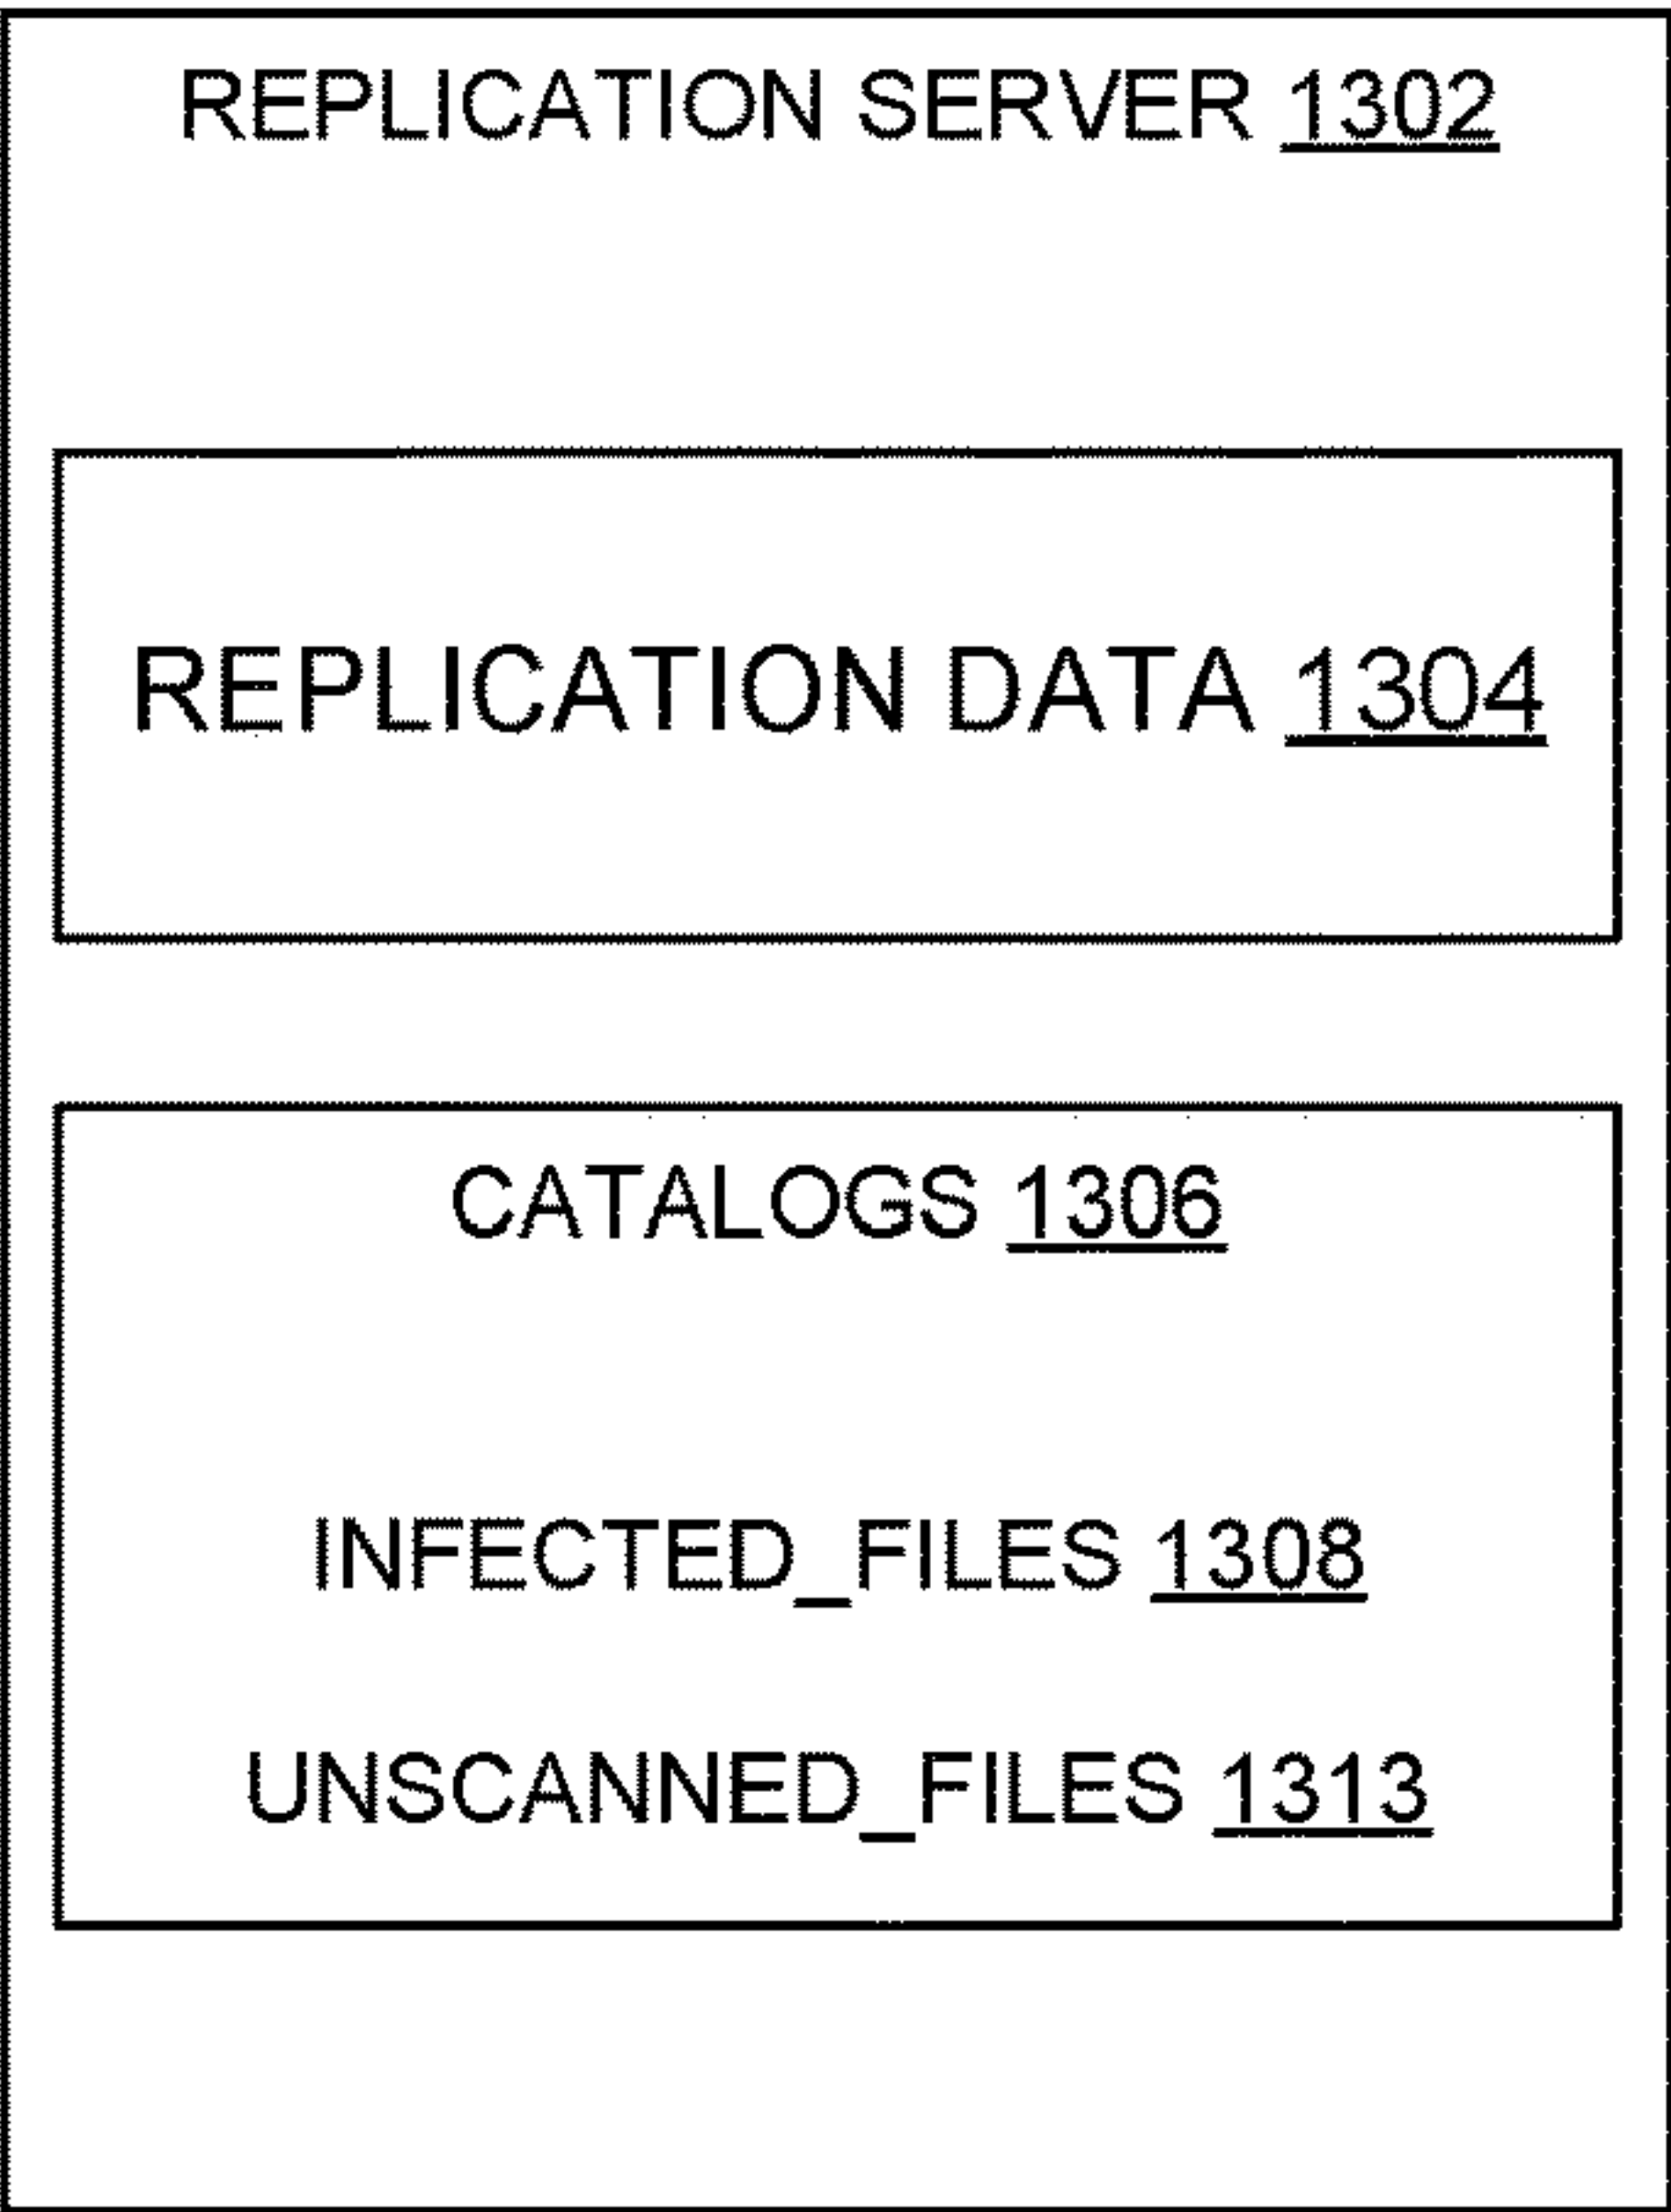 REPLICATION SERVER 1302
REPLICATION DATA 1304
CATALOGS 1306
INFECTED_FILES 1308
UNSCANNED_FILES 1313